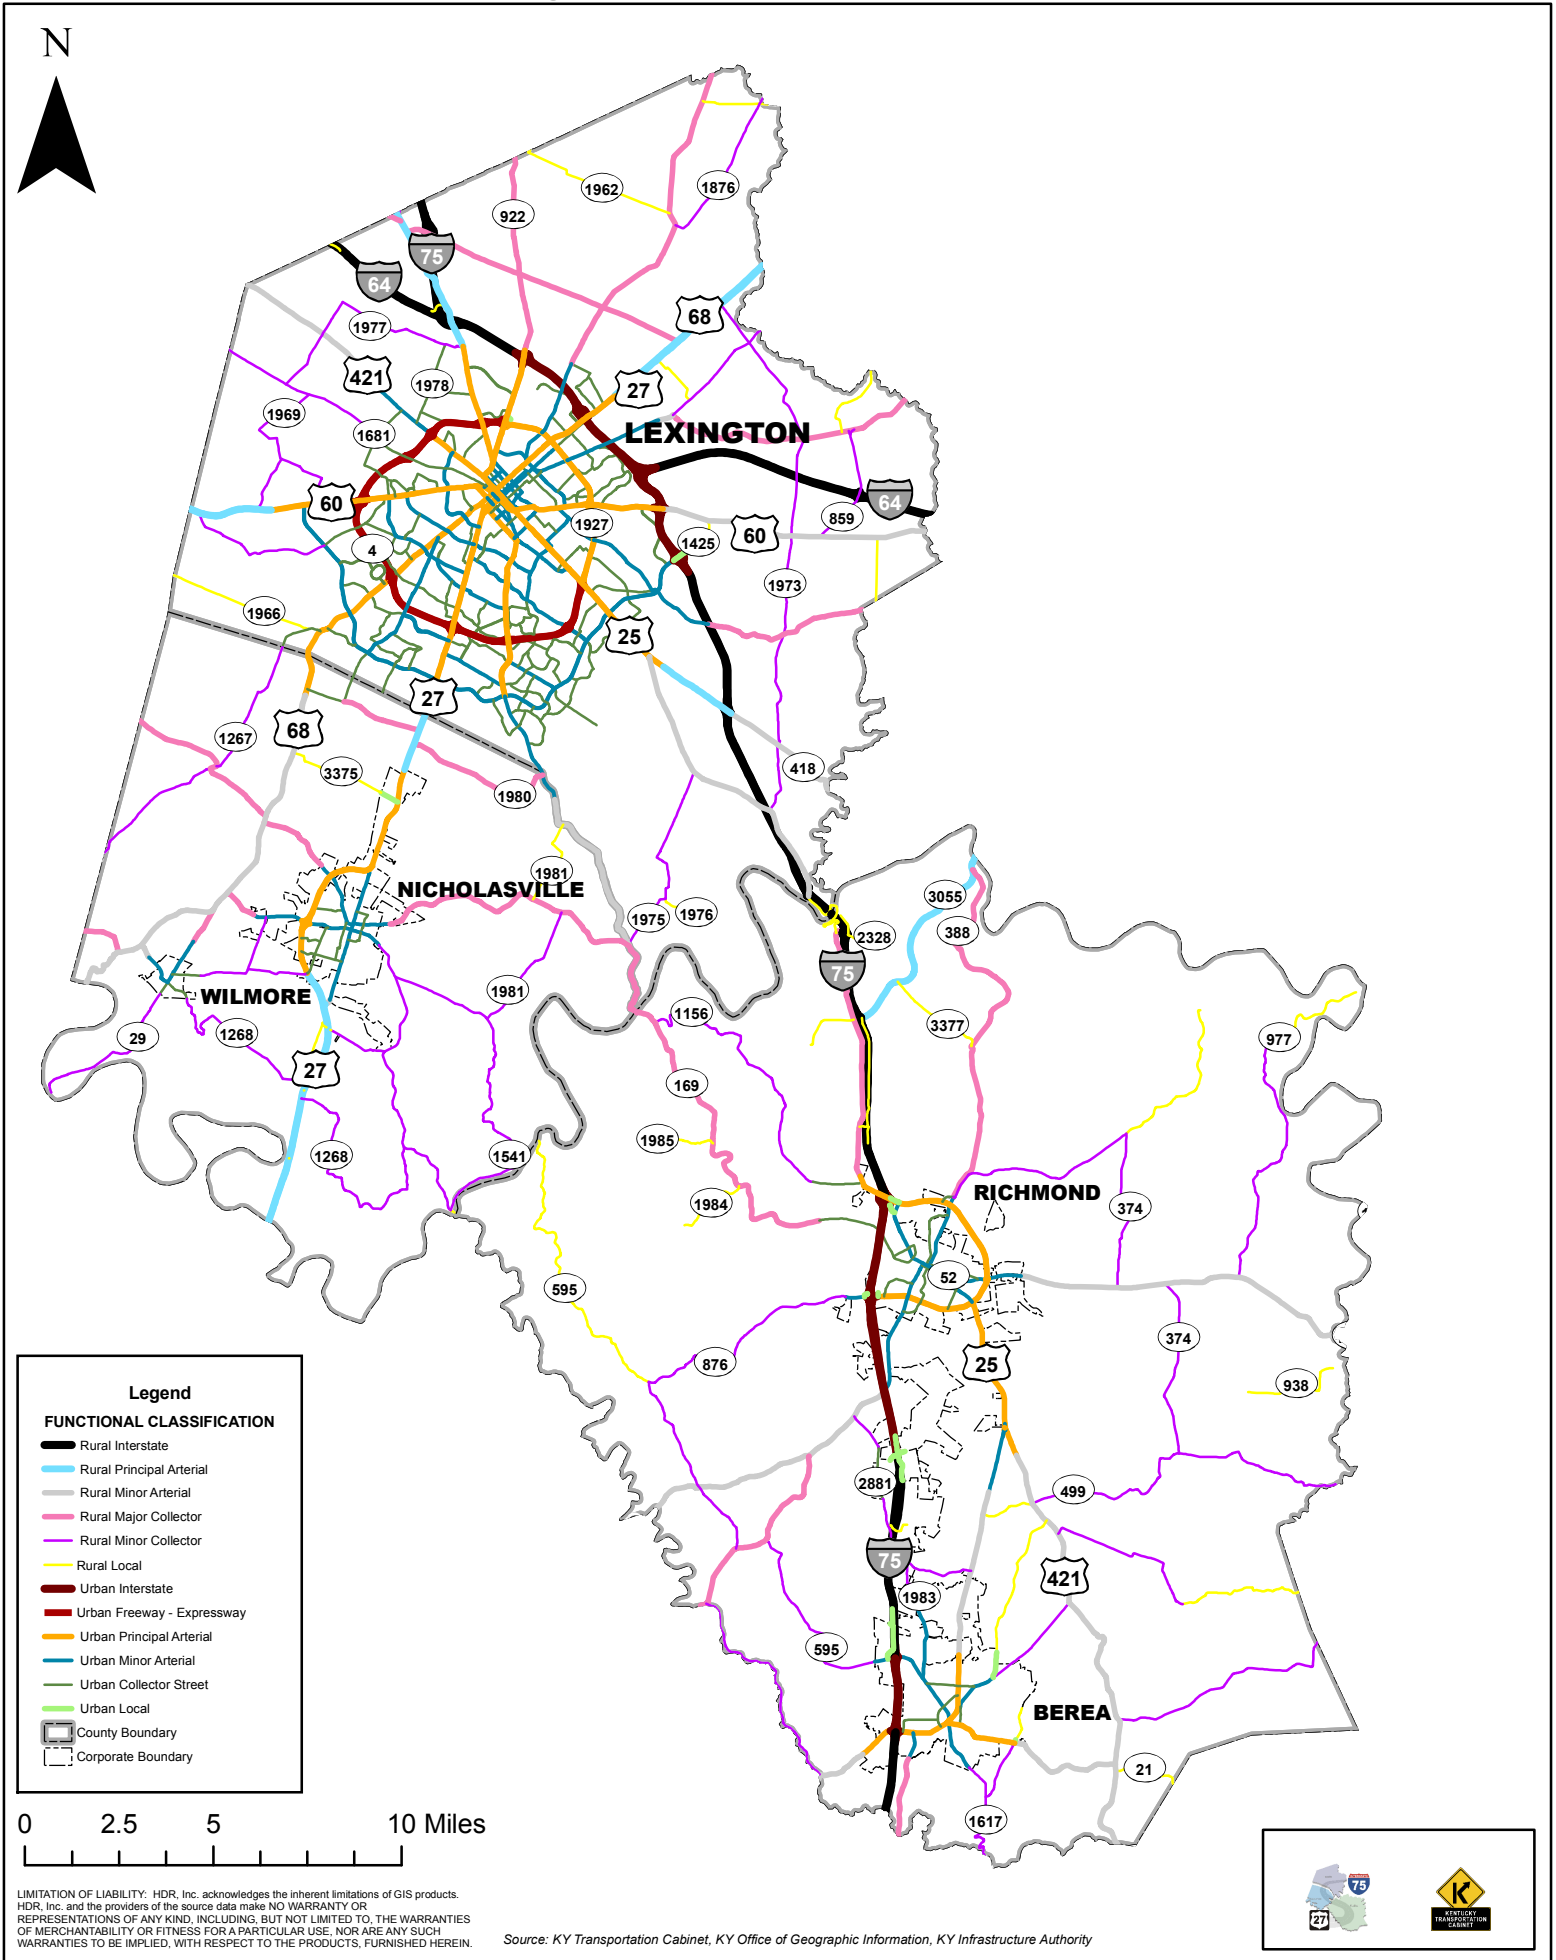 N
1962
1876
922
75
64
68
1977
421
1978
27
1969
1681
LEXINGTON
60
64
859
1927
1425
60
4
1973
1966
25
27
68
1267
3375
418
1980
1981
NICHOLASVILLE
3055
1975
1976
388
2328
75
WILMORE
1981
1156
3377
29
1268
977
27
169
1985
1268
1541
RICHMOND
1984
374
52
595
374
876
25
938
2881
499
75
421
1983
595
BEREA
21
1617
Legend
FUNCTIONAL CLASSIFICATION
Rural Interstate
Rural Principal Arterial
Rural Minor Arterial
Rural Major Collector
Rural Minor Collector
Rural Local
Urban Interstate
Urban Freeway - Expressway
Urban Principal Arterial
Urban Minor Arterial
Urban Collector Street
Urban Local
County Boundary
Corporate Boundary
0 2.5 5 10 Miles
LIMITATION OF LIABILITY: HDR, Inc. acknowledges the inherent limitations of GIS products.
HDR, Inc. and the providers of the source data make NO WARRANTY OR
REPRESENTATIONS OF ANY KIND, INCLUDING, BUT NOT LIMITED TO, THE WARRANTIES
OF MERCHANTABILITY OR FITNESS FOR A PARTICULAR USE, NOR ARE ANY SUCH
WARRANTIES TO BE IMPLIED, WITH RESPECT TO THE PRODUCTS, FURNISHED HEREIN.
Source: KY Transportation Cabinet, KY Office of Geographic Information, KY Infrastructure Authority
75
27
KENTUCKY
TRANSPORTATION
CABINET